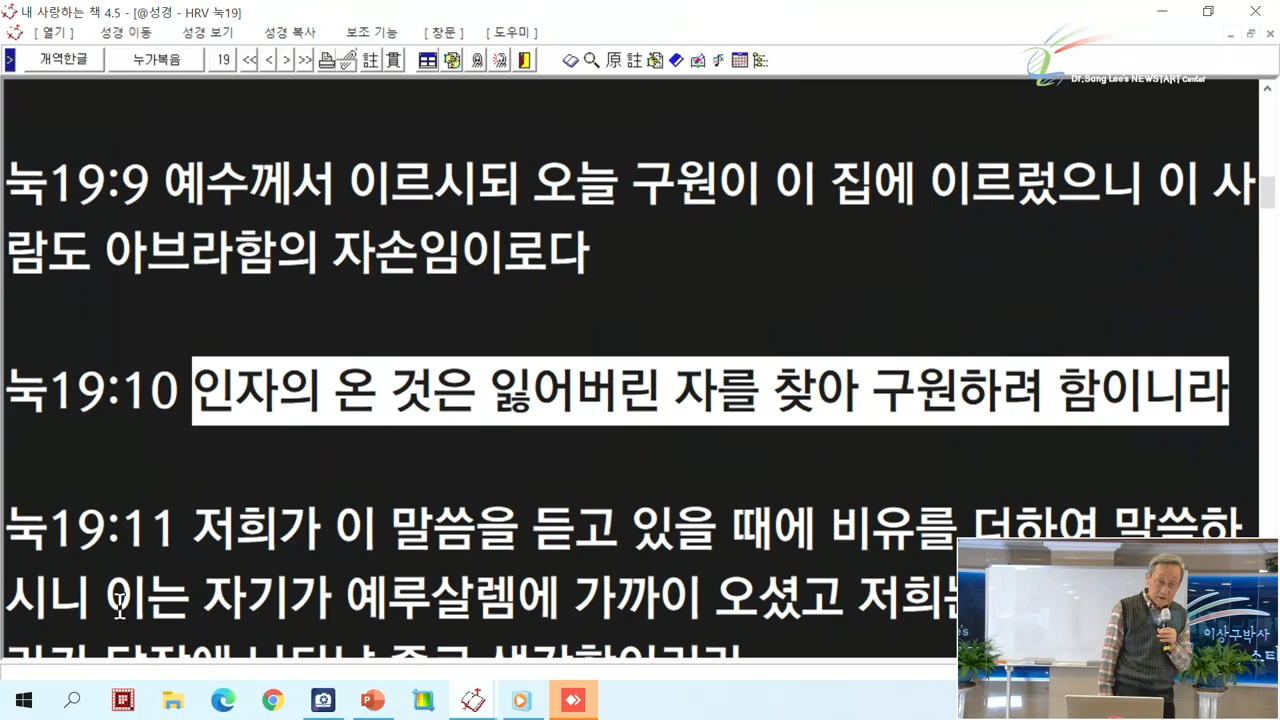 내 사랑하는 책 4.5 - [@성경 - HRV 눅19]
[ 열기 ] 성경 이동 성경 보기 성경 복사 보조 기능 [ 창문 ] [ 도우미 ]
개역한글 누가복음 19 << < > >> 註 貫 原 註
Dr.Sang Lee's NEWSTART Center
눅19:9 예수께서 이르시되 오늘 구원이 이 집에 이르렀으니 이 사
람도 아브라함의 자손임이로다
눅19:10 인자의 온 것은 잃어버린 자를 찾아 구원하려 함이니라
눅19:11 저희가 이 말씀을 듣고 있을 때에 비유를 더하여 말씀하
시니 이는 자기가 예루살렘에 가까이 오셨고 저희는
이상구박사